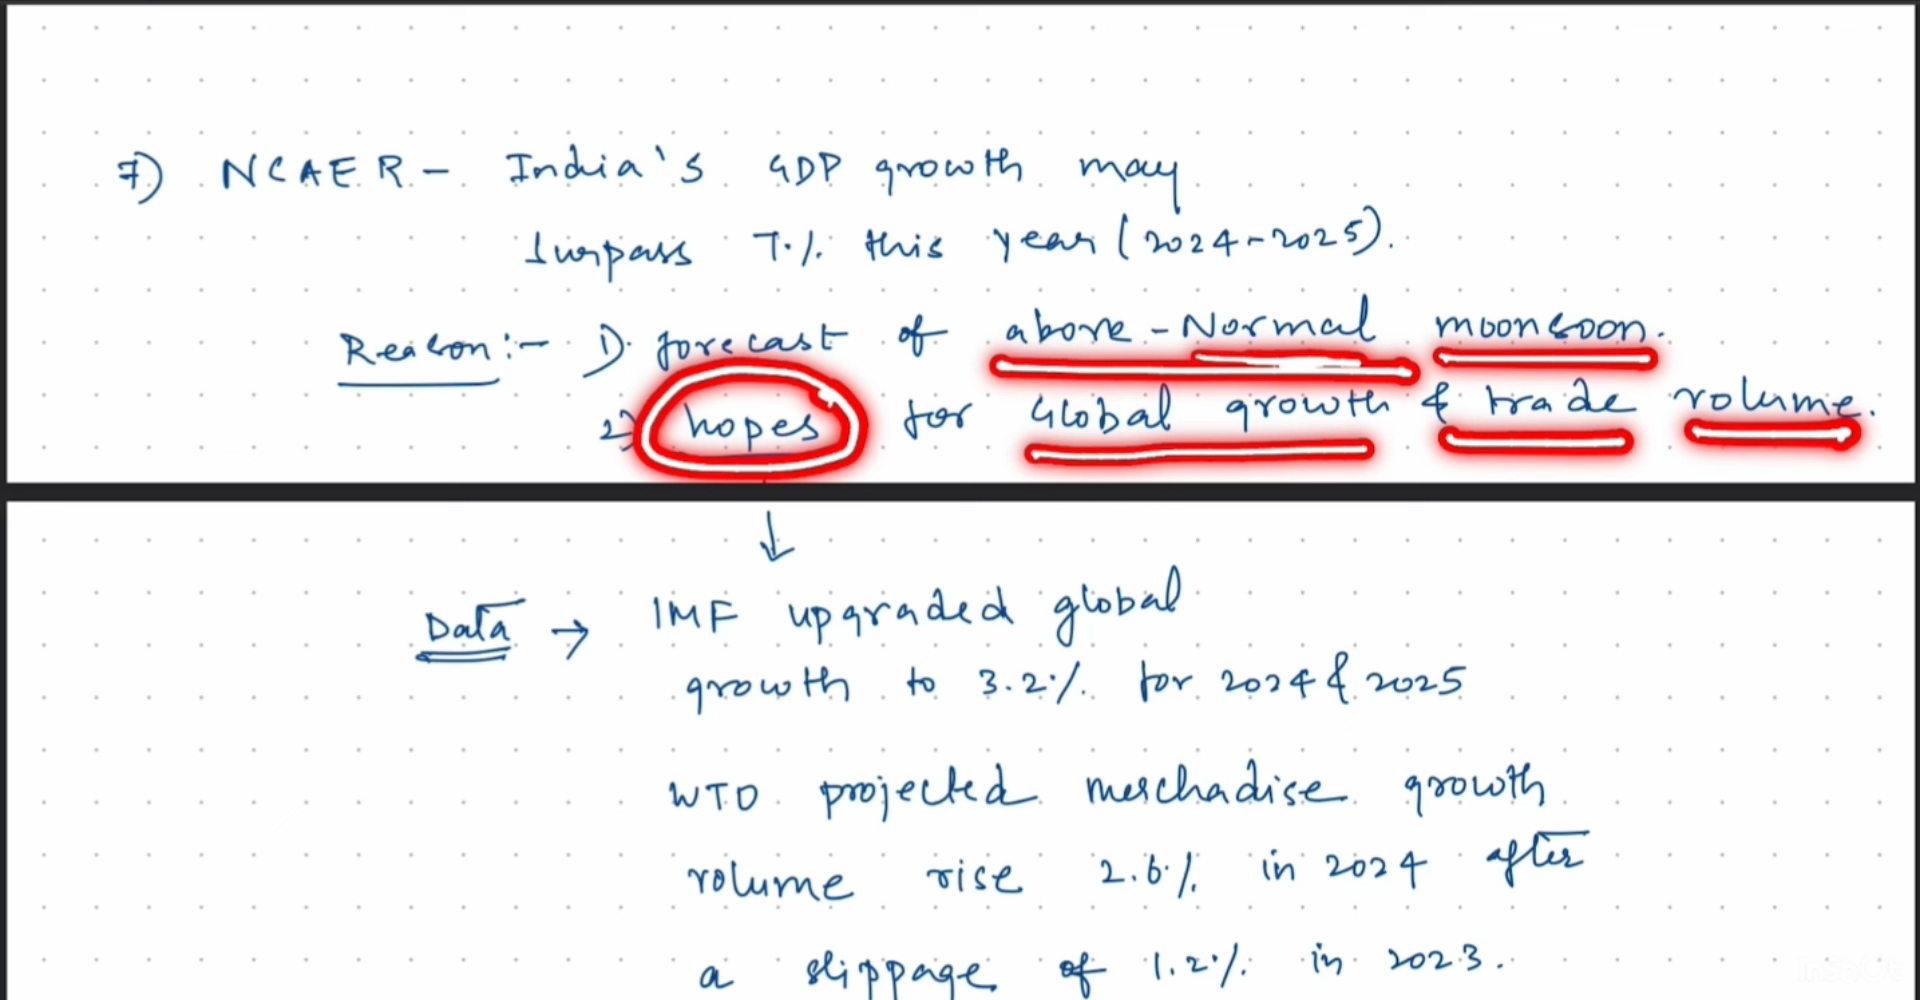 7) NCAER - India's GDP growth may
surpass 7% this year (2024-2025).
Reason:- 1) forecast of above-Normal moonsoon.
2) hopes for Global growth & trade volume.
↓
Data → IMF upgraded global
growth to 3.2% for 2024 & 2025
WTO projected merchadise growth
volume rise 2.6% in 2024 after
a slippage of 1.2% in 2023.